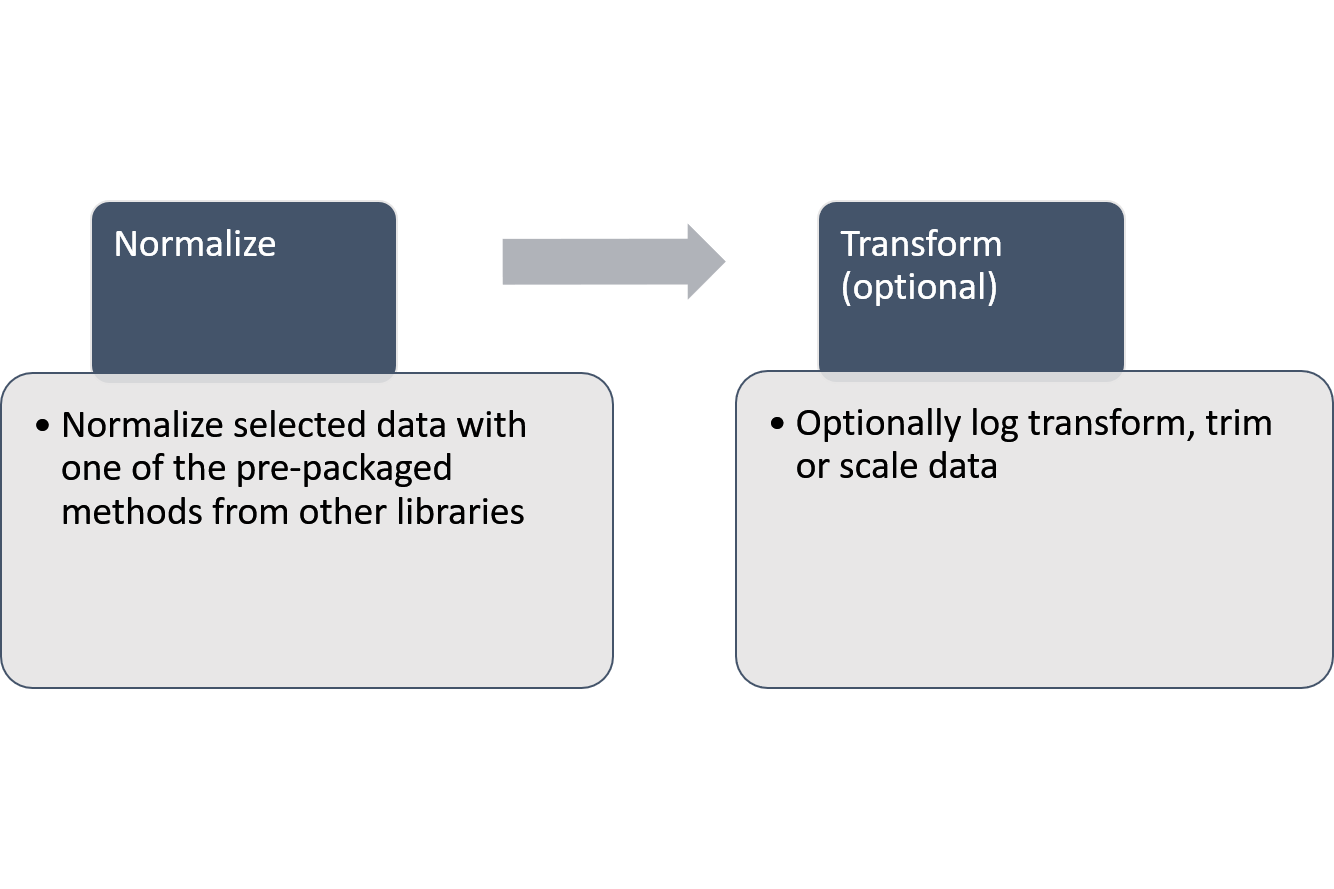 Normalize
• Normalize selected data with
one of the pre-packaged
methods from other libraries
Transform
(optional)
• Optionally log transform, trim
or scale data